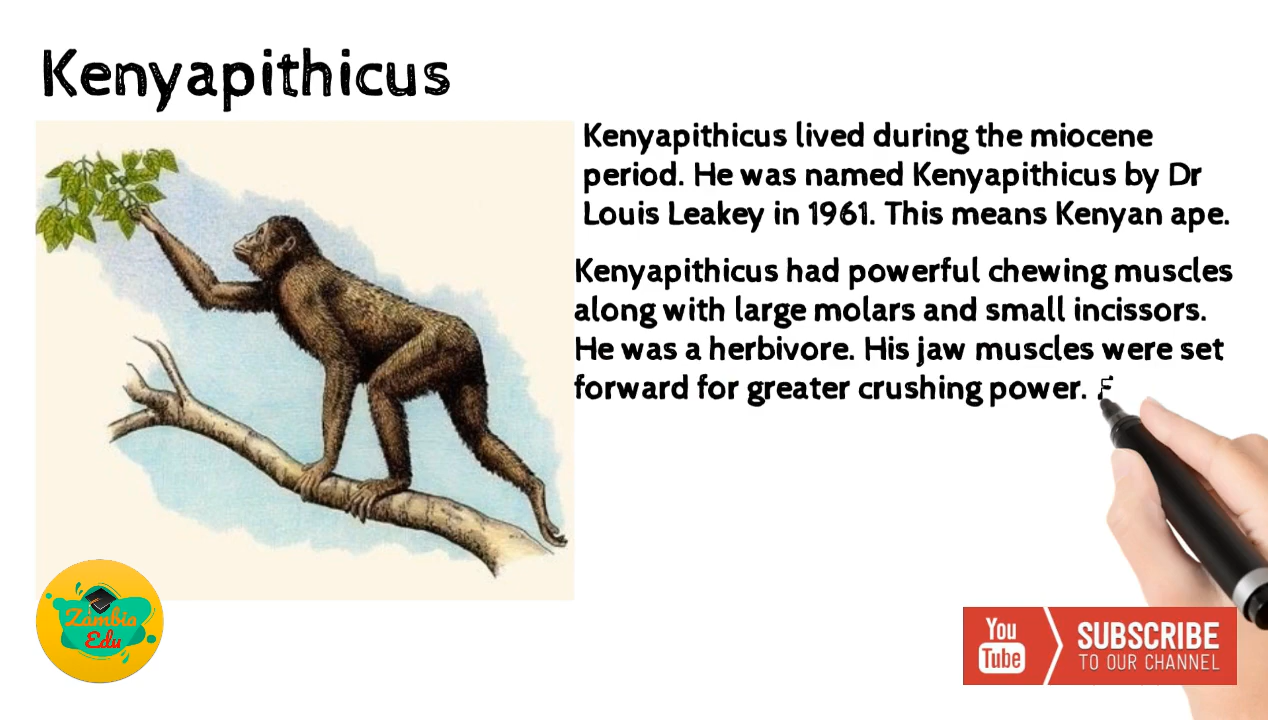 Kenyapithicus
Kenyapithicus lived during the miocene
period. He was named Kenyapithicus by Dr
Louis Leakey in 1961. This means Kenyan ape.
Kenyapithicus had powerful chewing muscles
along with large molars and small incissors.
He was a herbivore. His jaw muscles were set
forward for greater crushing power.
Zambia
Edu
You
Tube
SUBSCRIBE
TO OUR CHANNEL